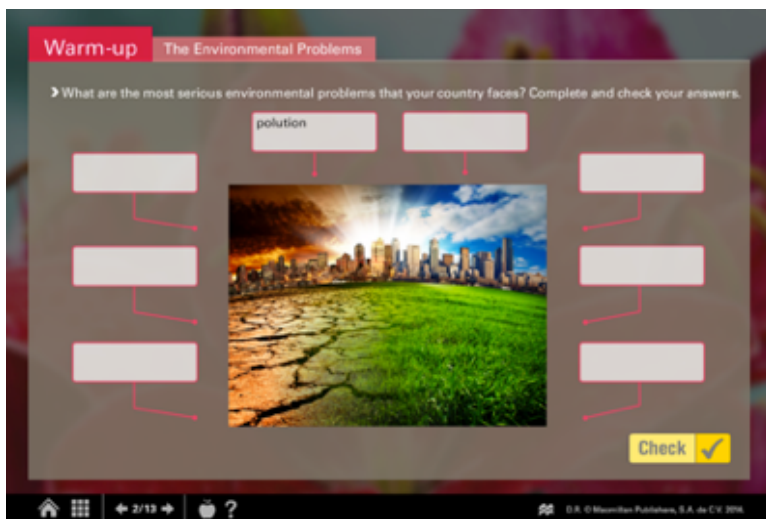 Warm-up
The Environmental Problems
What are the most serious environmental problems that your country faces? Complete and check your answers.
polution
Check
2/13
?
D.R. © Macmillan Publishers, S.A. de C.V. 2014.